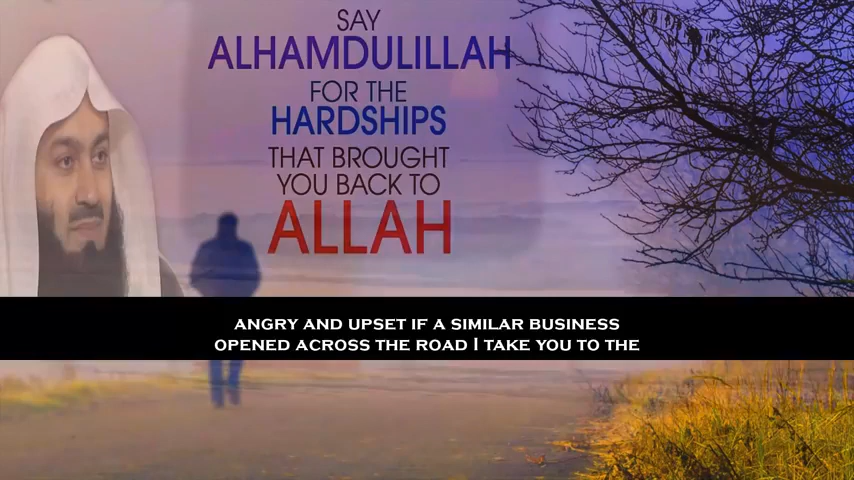 SAY
ALHAMDULILLAH
FOR THE
HARDSHIPS
THAT BROUGHT
YOU BACK TO
ALLAH
ANGRY AND UPSET IF A SIMILAR BUSINESS
OPENED ACROSS THE ROAD I TAKE YOU TO THE